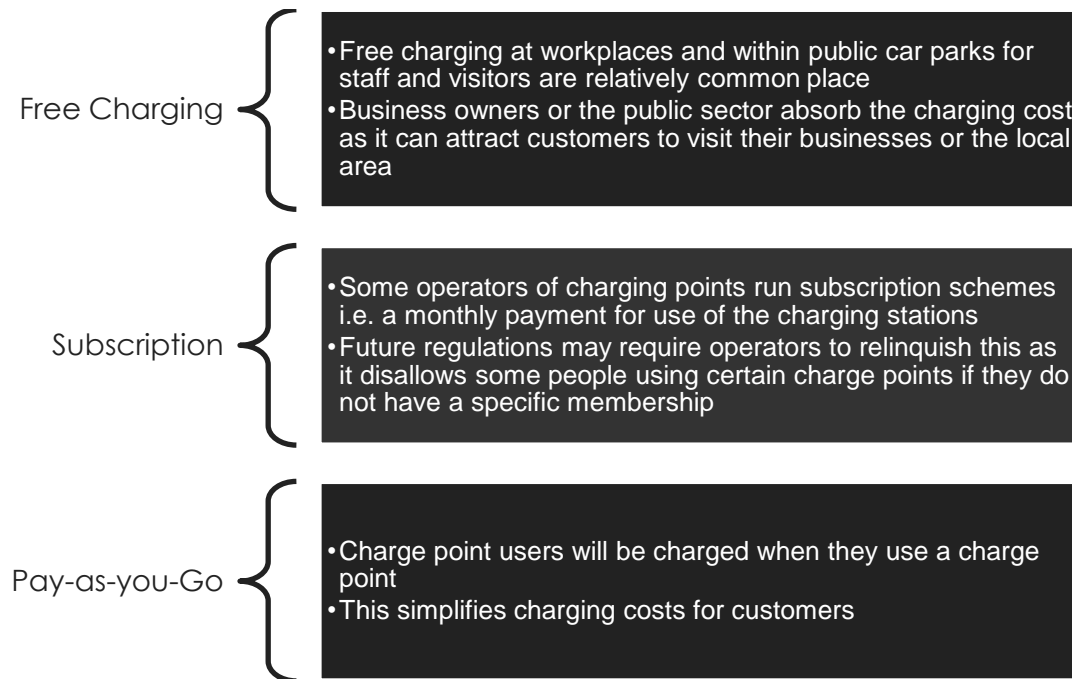 Free Charging
•Free charging at workplaces and within public car parks for
staff and visitors are relatively common place
•Business owners or the public sector absorb the charging cost
as it can attract customers to visit their businesses or the local
area
Subscription
•Some operators of charging points run subscription schemes
i.e. a monthly payment for use of the charging stations
•Future regulations may require operators to relinquish this as
it disallows some people using certain charge points if they do
not have a specific membership
Pay-as-you-Go
•Charge point users will be charged when they use a charge
point
•This simplifies charging costs for customers